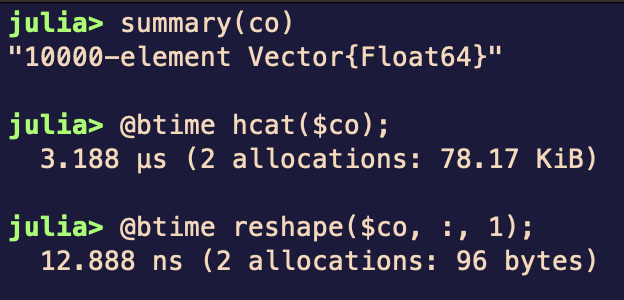 julia> summary(co)
"10000-element Vector{Float64}"
julia> @btime hcat($co);
3.188 μs (2 allocations: 78.17 KiB)
julia> @btime reshape($co, :, 1);
12.888 ns (2 allocations: 96 bytes)